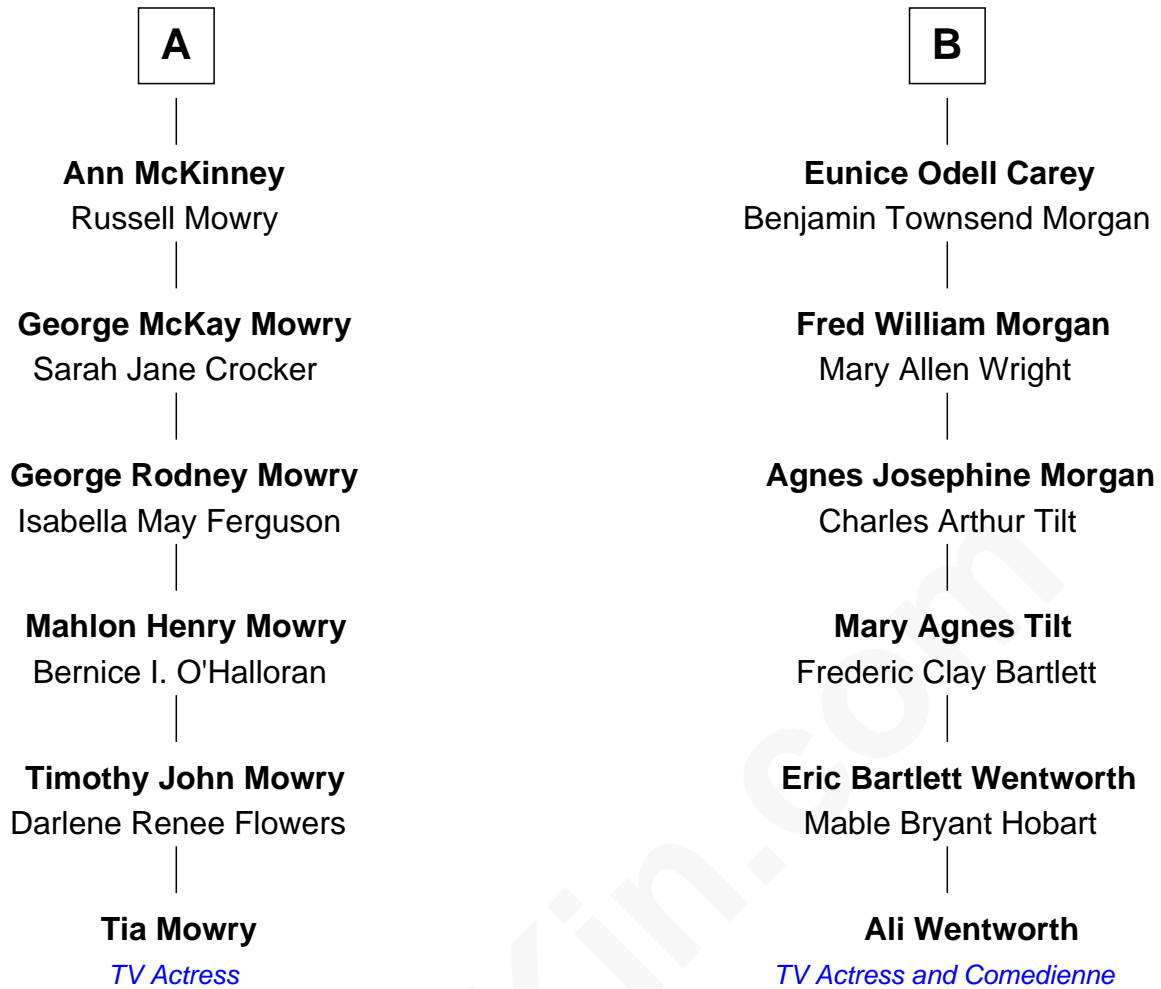 A
Ann McKinney
Russell Mowry
George McKay Mowry
Sarah Jane Crocker
George Rodney Mowry
Isabella May Ferguson
Mahlon Henry Mowry
Bernice I. O'Halloran
Timothy John Mowry
Darlene Renee Flowers
Tia Mowry
TV Actress
B
Eunice Odell Carey
Benjamin Townsend Morgan
Fred William Morgan
Mary Allen Wright
Agnes Josephine Morgan
Charles Arthur Tilt
Mary Agnes Tilt
Frederic Clay Bartlett
Eric Bartlett Wentworth
Mable Bryant Hobart
Ali Wentworth
TV Actress and Comedienne
Kin.com